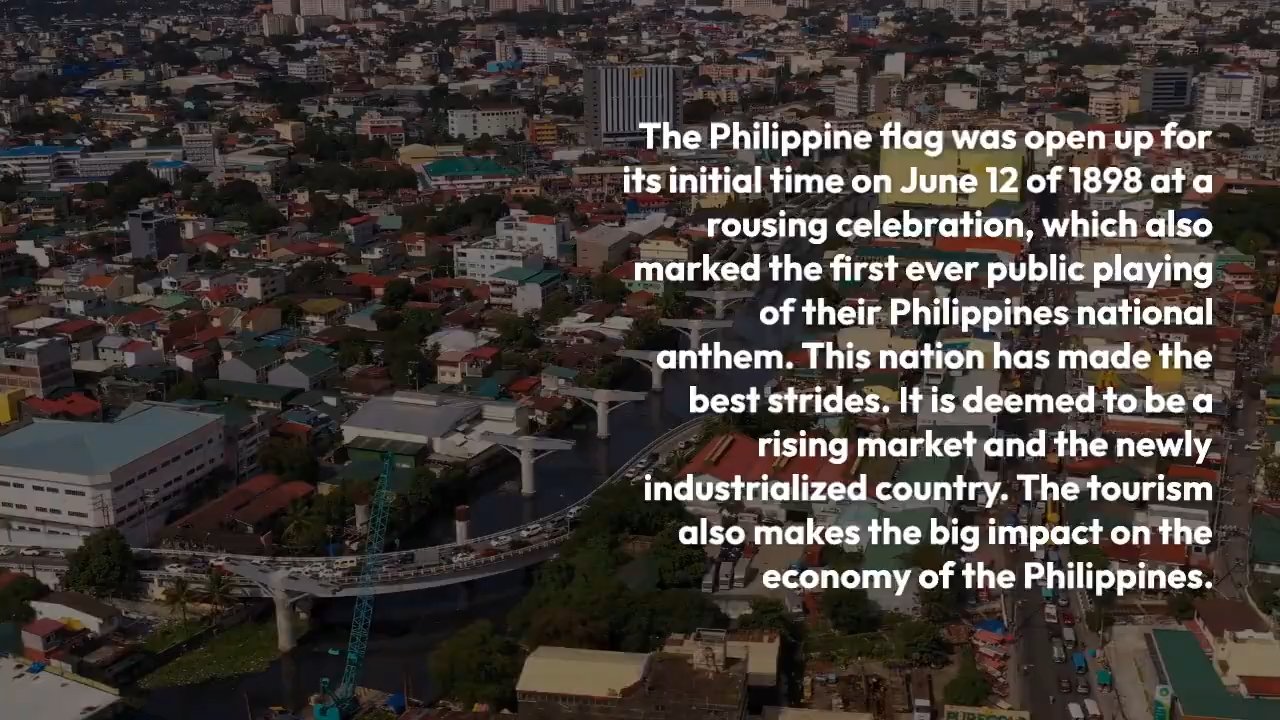 The Philippine flag was open up for
its initial time on June 12 of 1898 at a
rousing celebration, which also
marked the first ever public playing
of their Philippines national
anthem. This nation has made the
best strides. It is deemed to be a
rising market and the newly
industrialized country. The tourism
also makes the big impact on the
economy of the Philippines.
PUREGOLD